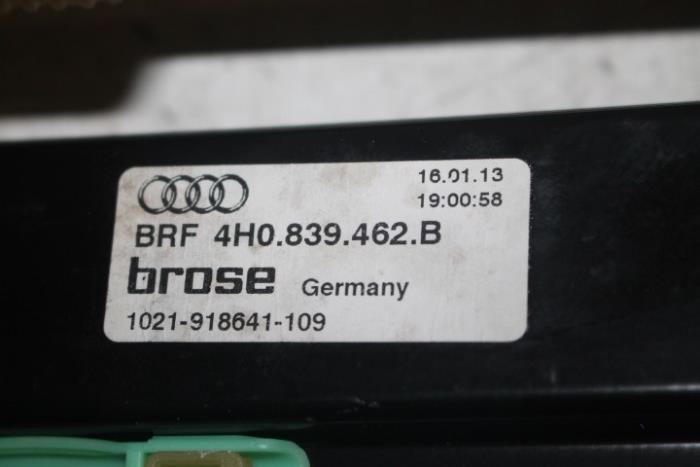 16.01.13
19:00:58
BRF 4H0.839.462.B
brose Germany
1021-918641-109